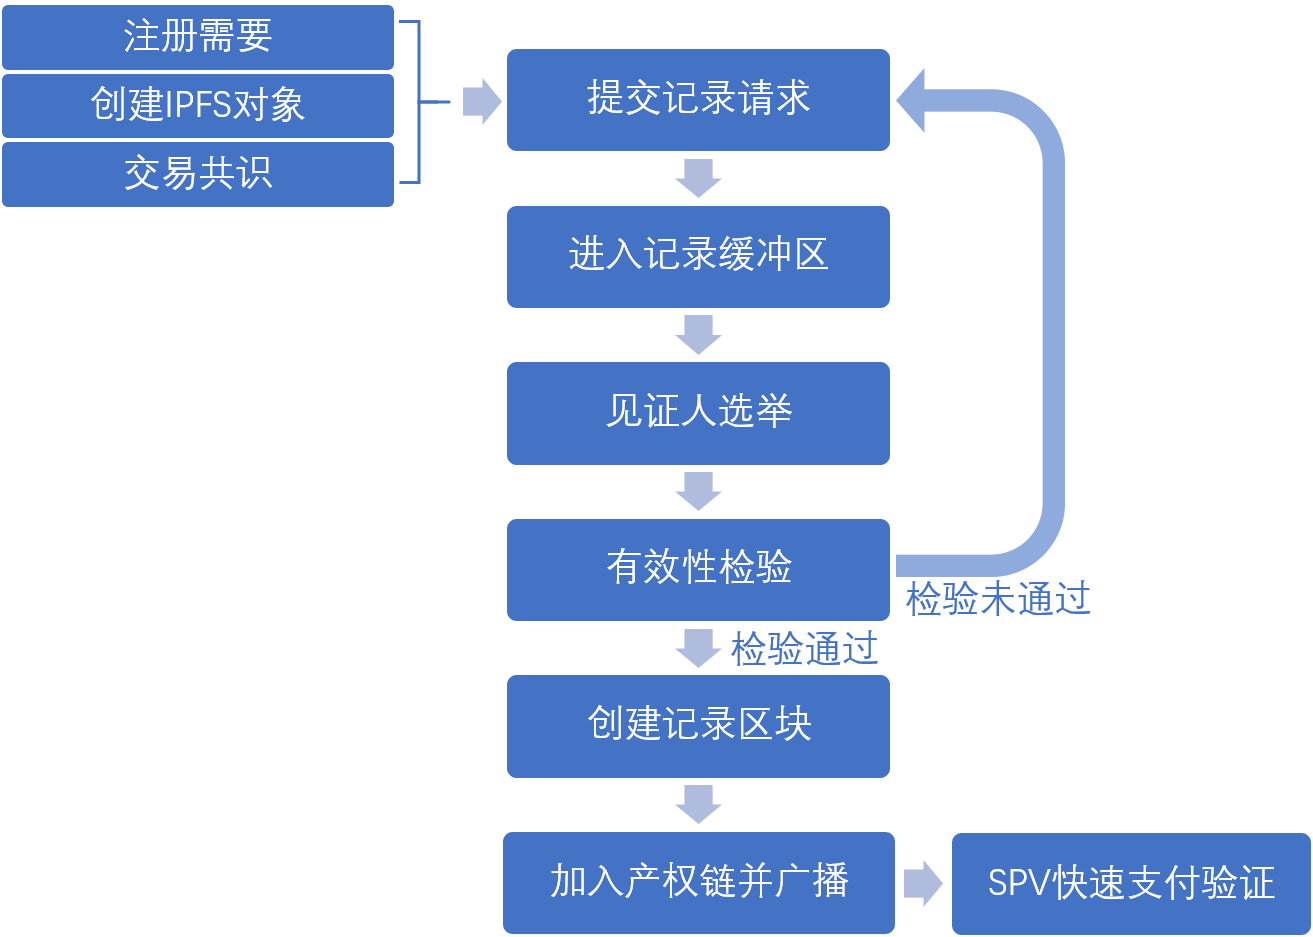 注册需要
创建IPFS对象
交易共识
提交记录请求
进入记录缓冲区
见证人选举
有效性检验
检验未通过
检验通过
创建记录区块
加入产权链并广播
SPV快速支付验证